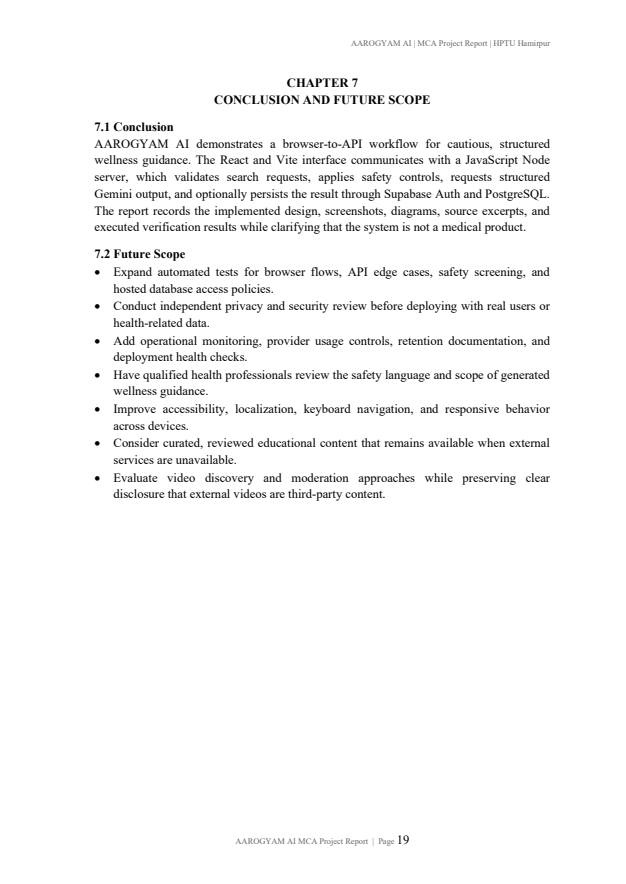 AAROGYAM AI | MCA Project Report | HPTU Hamirpur
CHAPTER 7
CONCLUSION AND FUTURE SCOPE
7.1 Conclusion
AAROGYAM AI demonstrates a browser-to-API workflow for cautious, structured
wellness guidance. The React and Vite interface communicates with a JavaScript Node
server, which validates search requests, applies safety controls, requests structured
Gemini output, and optionally persists the result through Supabase Auth and PostgreSQL.
The report records the implemented design, screenshots, diagrams, source excerpts, and
executed verification results while clarifying that the system is not a medical product.
7.2 Future Scope
• Expand automated tests for browser flows, API edge cases, safety screening, and
hosted database access policies.
• Conduct independent privacy and security review before deploying with real users or
health-related data.
• Add operational monitoring, provider usage controls, retention documentation, and
deployment health checks.
• Have qualified health professionals review the safety language and scope of generated
wellness guidance.
• Improve accessibility, localization, keyboard navigation, and responsive behavior
across devices.
• Consider curated, reviewed educational content that remains available when external
services are unavailable.
• Evaluate video discovery and moderation approaches while preserving clear
disclosure that external videos are third-party content.
AAROGYAM AI MCA Project Report | Page 19